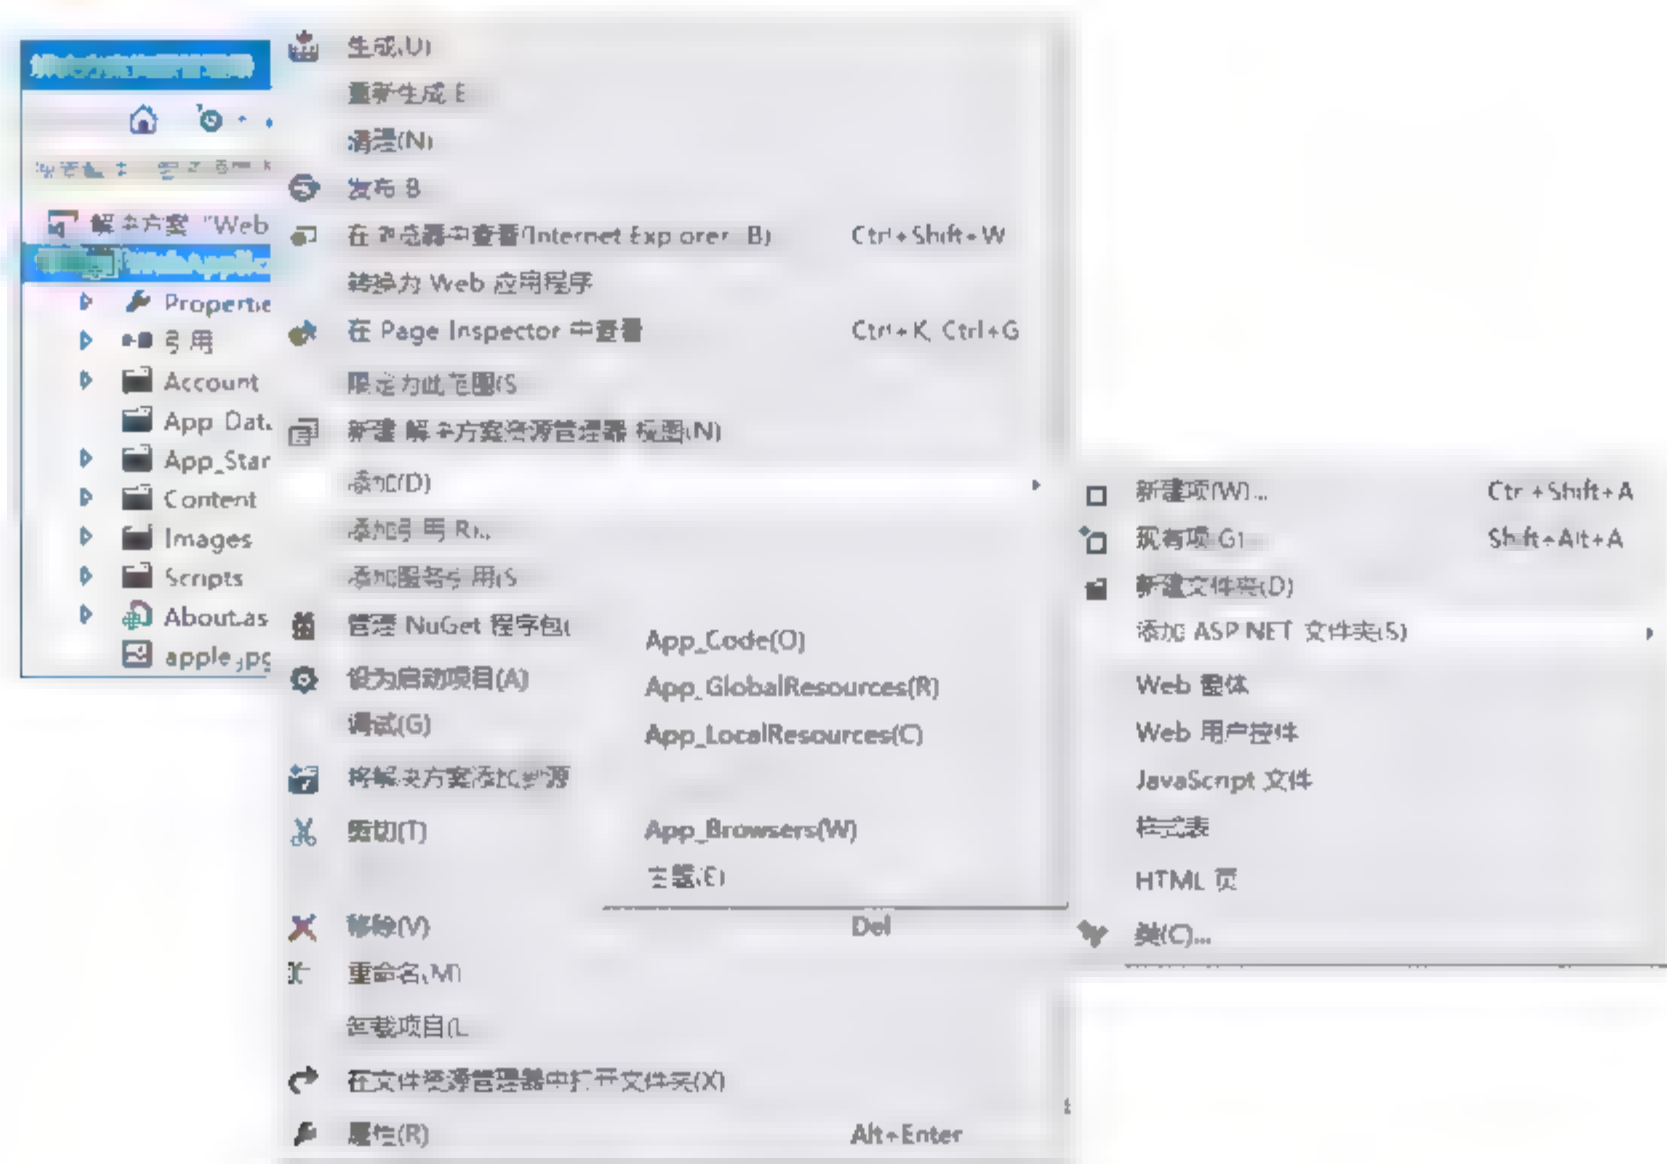 解决方案 "Web
Properti
引用
Account
App_Dat
App_Star
Content
Images
Scripts
About.as
apple.jpg
生成(U)
重新生成(E
清理(N)
发布(B
在浏览器中查看(Internet Explorer)(B) Ctrl+Shift+W
转换为 Web 应用程序
在 Page Inspector 中查看 Ctrl+K, Ctrl+G
限定为此范围(S
新建 解决方案资源管理器 视图(N)
添加(D)
添加引用(R)...
添加服务引用(S
管理 NuGet 程序包(
设为启动项目(A)
调试(G)
将解决方案添加到源
剪切(T)
移除(V) Del
重命名(M)
卸载项目(L
在文件资源管理器中打开文件夹(X)
属性(R) Alt+Enter
新建项(W)... Ctrl+Shift+A
现有项(G) Shift+Alt+A
新建文件夹(D)
添加 ASP.NET 文件夹(S)
Web 窗体
Web 用户控件
JavaScript 文件
样式表
HTML 页
类(C)...
App_Code(O)
App_GlobalResources(R)
App_LocalResources(C)
App_Browsers(W)
主题(E)